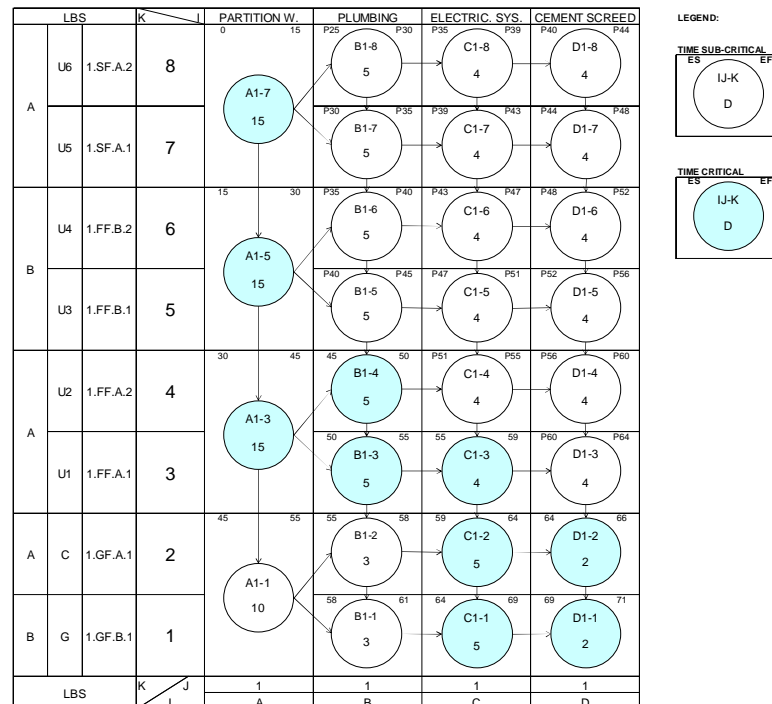 LBS K J PARTITION W. PLUMBING ELECTRIC. SYS. CEMENT SCREED
0 15 P25 P30 P35 P39 P40 P44
A U6 1.SF.A.2 8 A1-7 15 B1-8 5 C1-8 4 D1-8 4
P30 P35 P39 P43 P44 P48
U5 1.SF.A.1 7 B1-7 5 C1-7 4 D1-7 4
15 30 P35 P40 P43 P47 P48 P52
B U4 1.FF.B.2 6 A1-5 15 B1-6 5 C1-6 4 D1-6 4
P40 P45 P47 P51 P52 P56
U3 1.FF.B.1 5 B1-5 5 C1-5 4 D1-5 4
30 45 45 50 P51 P55 P56 P60
A U2 1.FF.A.2 4 A1-3 15 B1-4 5 C1-4 4 D1-4 4
50 55 55 59 P60 P64
U1 1.FF.A.1 3 B1-3 5 C1-3 4 D1-3 4
45 55 55 58 59 64 64 66
A C 1.GF.A.1 2 A1-1 10 B1-2 3 C1-2 5 D1-2 2
58 61 64 69 69 71
B G 1.GF.B.1 1 B1-1 3 C1-1 5 D1-1 2
LBS K J 1 1 1 1
I A B C D
LEGEND:
TIME SUB-CRITICAL
ES EF
IJ-K
D
TIME CRITICAL
ES EF
IJ-K
D